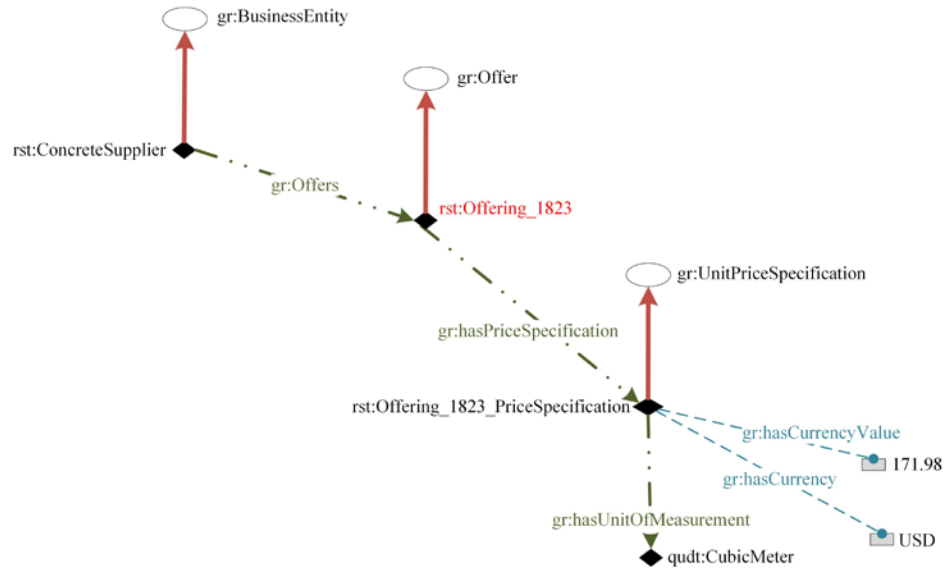 gr:BusinessEntity
gr:Offer
rst:ConcreteSupplier
gr:Offers
rst:Offering_1823
gr:UnitPriceSpecification
gr:hasPriceSpecification
rst:Offering_1823_PriceSpecification
gr:hasCurrencyValue
171.98
gr:hasCurrency
gr:hasUnitOfMeasurement
USD
qudt:CubicMeter